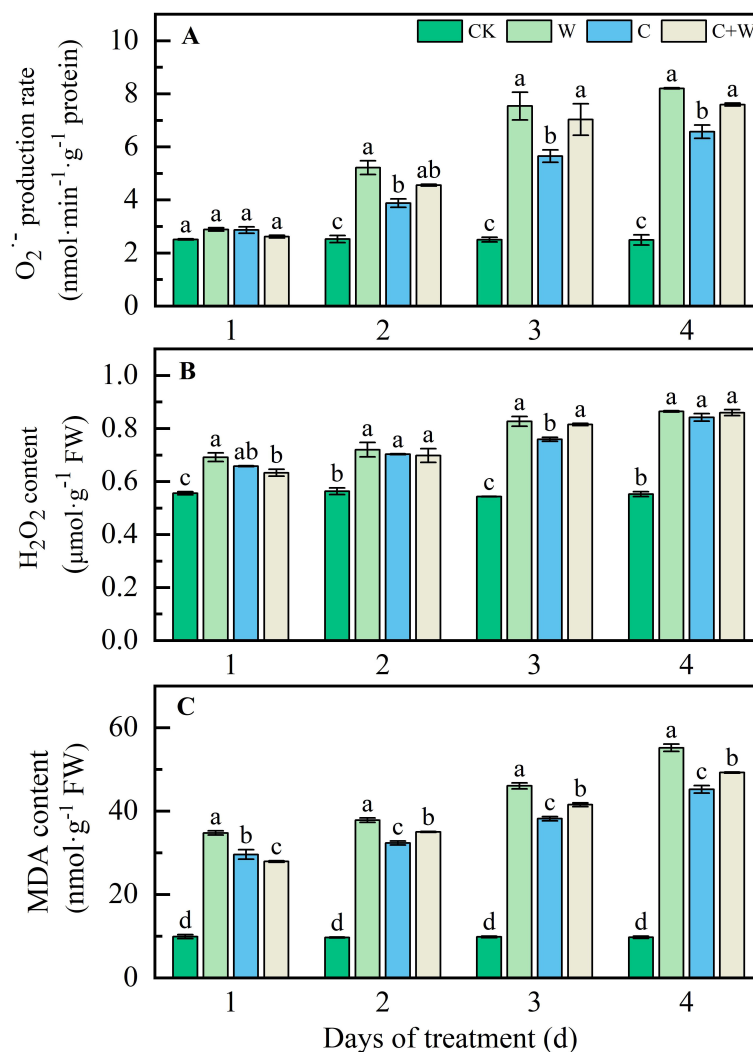 A
CK W C C+W
O₂·⁻ production rate
(nmol·min⁻¹·g⁻¹ protein)
10
8
6
4
2
0
a a a a
c a b ab
c a b a
c a b a
1 2 3 4
B
H₂O₂ content
(μmol·g⁻¹ FW)
1.0
0.8
0.6
0.4
0.2
0.0
c a ab b
b a a a
c a b a
b a a a
1 2 3 4
C
MDA content
(nmol·g⁻¹ FW)
60
40
20
0
d a b c
d a c b
d a c b
d a c b
1 2 3 4
Days of treatment (d)